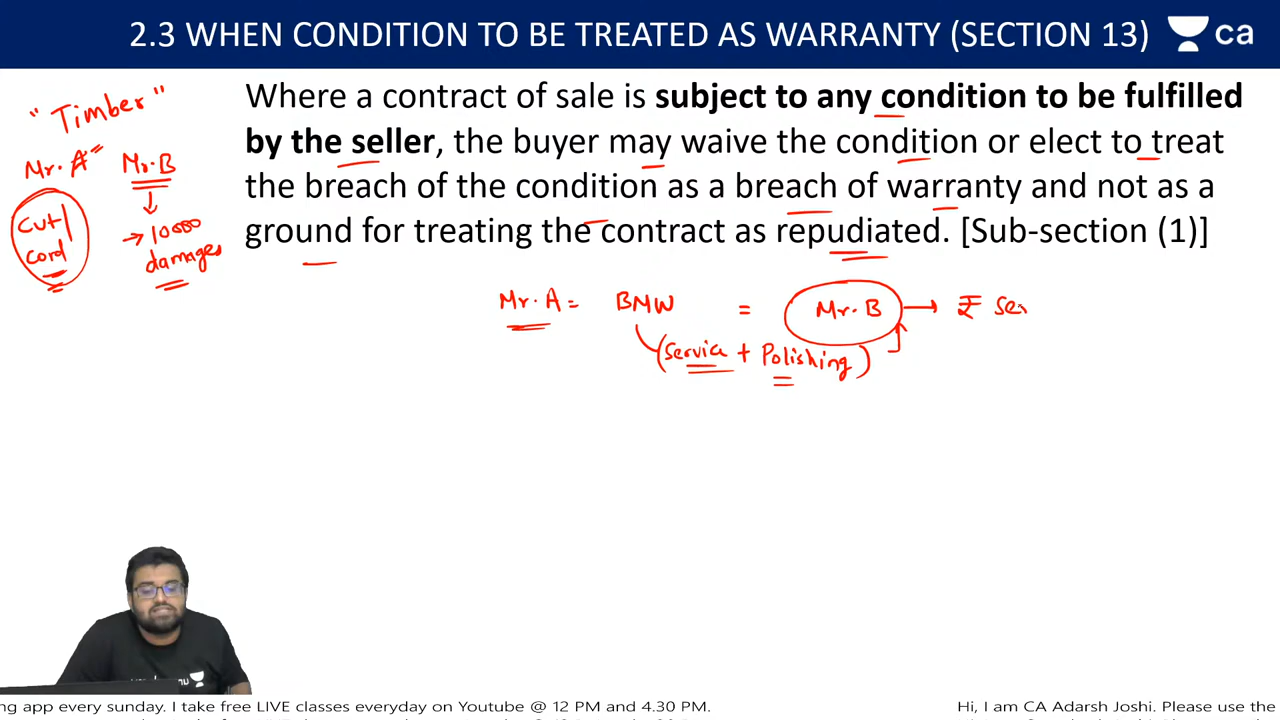 2.3 WHEN CONDITION TO BE TREATED AS WARRANTY (SECTION 13)
ca
Where a contract of sale is subject to any condition to be fulfilled
by the seller, the buyer may waive the condition or elect to treat
the breach of the condition as a breach of warranty and not as a
ground for treating the contract as repudiated. [Sub-section (1)]
"Timber"
Mr. A = Mr. B
cut/
cord
→ 10000
damages
Mr. A = BMW = Mr. B → ₹ Ser
(Service + Polishing)
ng app every sunday. I take free LIVE classes everyday on Youtube @ 12 PM and 4.30 PM.
Hi, I am CA Adarsh Joshi. Please use the